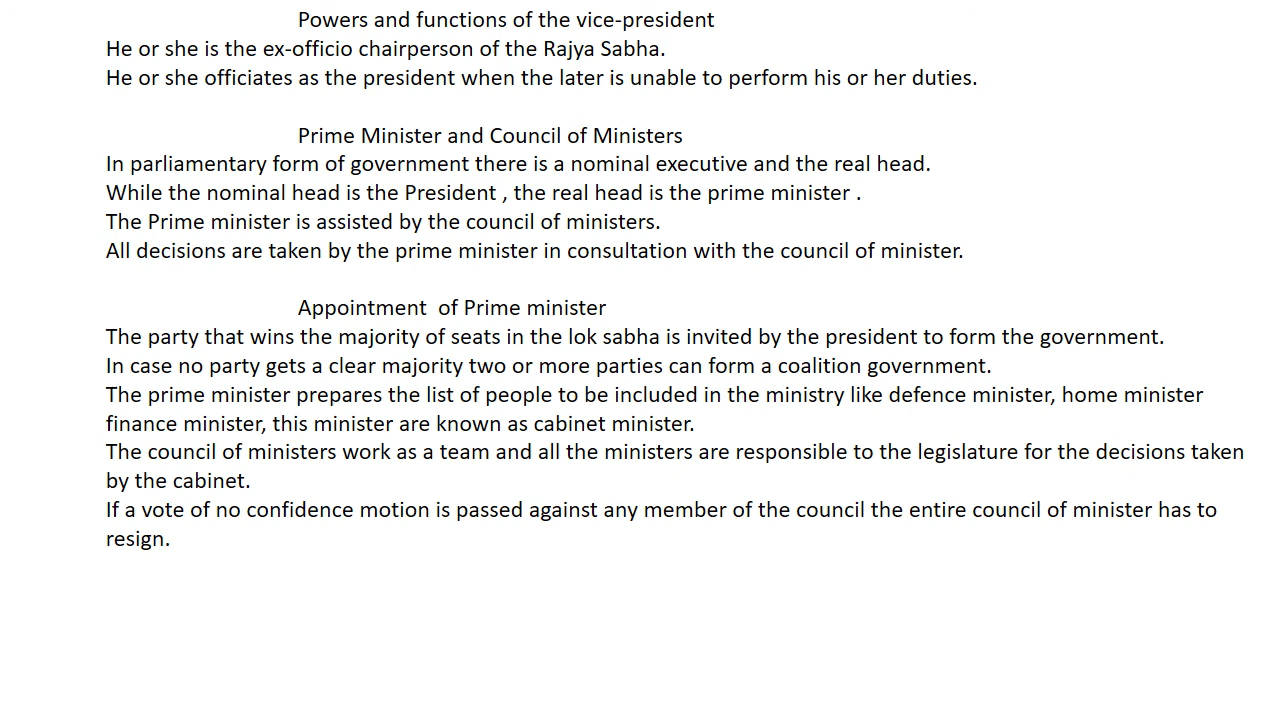 Powers and functions of the vice-president
He or she is the ex-officio chairperson of the Rajya Sabha.
He or she officiates as the president when the later is unable to perform his or her duties.
Prime Minister and Council of Ministers
In parliamentary form of government there is a nominal executive and the real head.
While the nominal head is the President , the real head is the prime minister .
The Prime minister is assisted by the council of ministers.
All decisions are taken by the prime minister in consultation with the council of minister.
Appointment  of Prime minister
The party that wins the majority of seats in the lok sabha is invited by the president to form the government.
In case no party gets a clear majority two or more parties can form a coalition government.
The prime minister prepares the list of people to be included in the ministry like defence minister, home minister
finance minister, this minister are known as cabinet minister.
The council of ministers work as a team and all the ministers are responsible to the legislature for the decisions taken
by the cabinet.
If a vote of no confidence motion is passed against any member of the council the entire council of minister has to
resign.